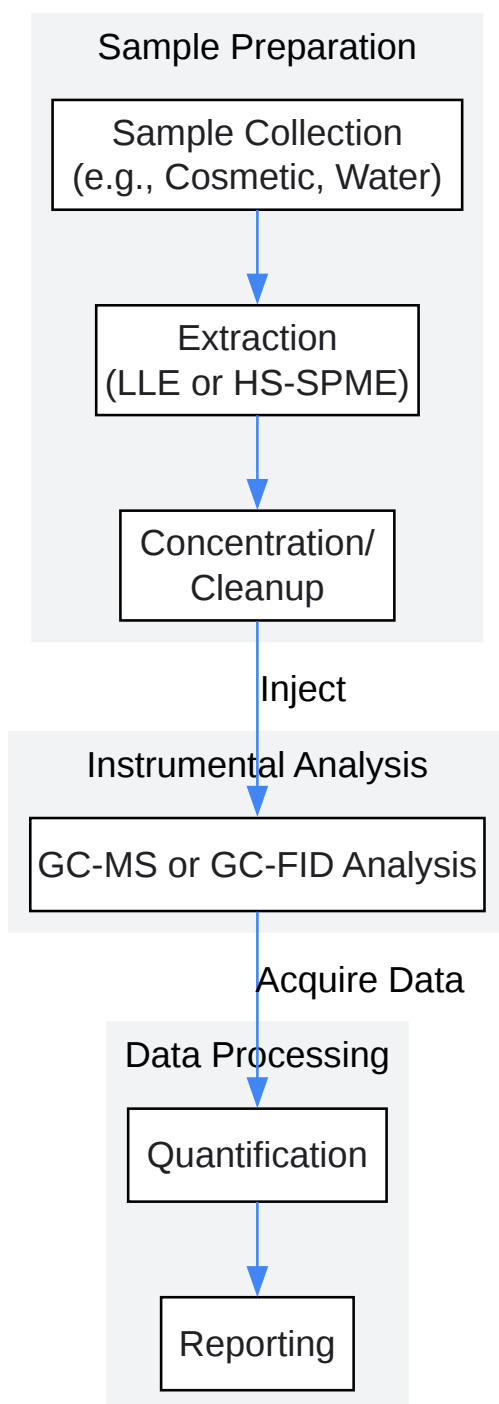 Sample Preparation
Sample Collection
(e.g., Cosmetic, Water)
Extraction
(LLE or HS-SPME)
Concentration/
Cleanup
Inject
Instrumental Analysis
GC-MS or GC-FID Analysis
Acquire Data
Data Processing
Quantification
Reporting